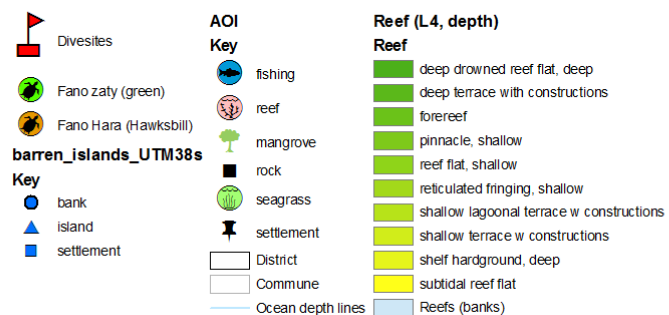 Divesites
Fano zaty (green)
Fano Hara (Hawksbill)
barren_islands_UTM38s
Key
bank
island
settlement
AOI
Key
fishing
reef
mangrove
rock
seagrass
settlement
District
Commune
Ocean depth lines
Reef (L4, depth)
Reef
deep drowned reef flat, deep
deep terrace with constructions
forereef
pinnacle, shallow
reef flat, shallow
reticulated fringing, shallow
shallow lagoonal terrace w constructions
shallow terrace w constructions
shelf hardground, deep
subtidal reef flat
Reefs (banks)